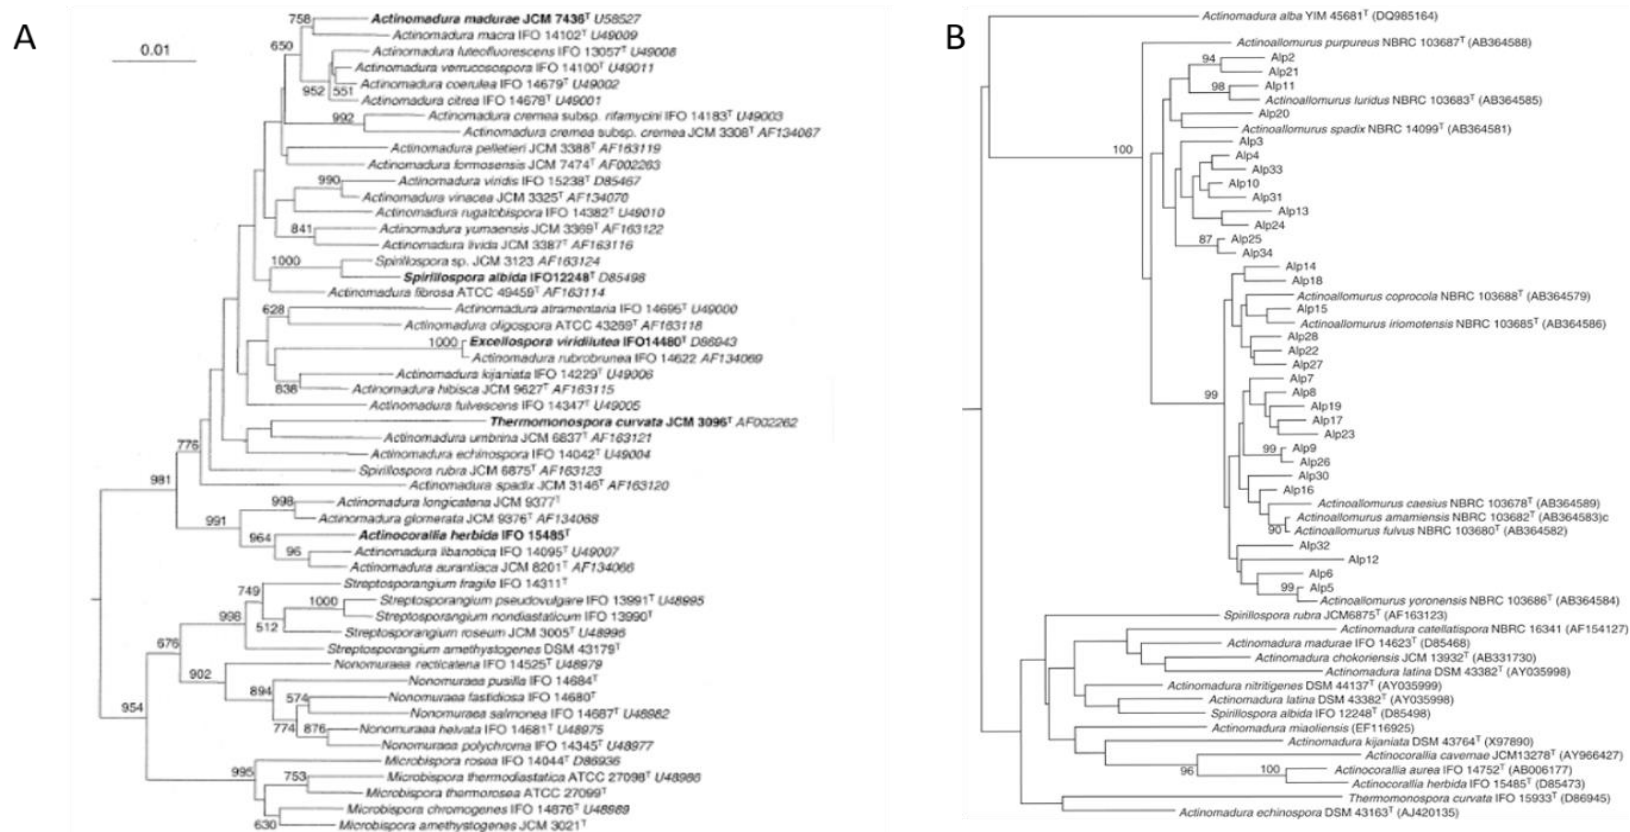 A
0.01
758
Actinomadura madurae JCM 7436T U58527
Actinomadura macra IFO 14102T U49009
650
Actinomadura luteofluorescens IFO 13057T U49008
Actinomadura verrucosospora IFO 14100T U49011
Actinomadura coerulea IFO 14679T U49002
952 551
Actinomadura citrea IFO 14678T U49001
Actinomadura cremea subsp. rifamycini IFO 14183T U49003
992
Actinomadura cremea subsp. cremea JCM 3308T AF134067
Actinomadura pelletieri JCM 3388T AF163119
Actinomadura formosensis JCM 7474T AF002263
990
Actinomadura viridis IFO 15238T D85467
Actinomadura vinacea JCM 3325T AF134070
Actinomadura rugatobispora IFO 14382T U49010
841
Actinomadura yumaensis JCM 3369T AF163122
Actinomadura livida JCM 3387T AF163116
1000
Spirillospora sp. JCM 3123 AF163124
Spirillospora albida IFO12248T D85498
Actinomadura fibrosa ATCC 49459T AF163114
628
Actinomadura atramentaria IFO 14695T U49000
Actinomadura oligospora ATCC 43269T AF163118
1000
Excellospora viridilutea IFO14480T D86943
Actinomadura rubrobrunea IFO 14622 AF134069
Actinomadura kijaniata IFO 14229T U49006
838
Actinomadura hibisca JCM 9627T AF163115
Actinomadura fulvescens IFO 14347T U49005
Thermomonospora curvata JCM 3096T AF002262
776
Actinomadura umbrina JCM 6837T AF163121
Actinomadura echinospora IFO 14042T U49004
Spirillospora rubra JCM 6875T AF163123
981
Actinomadura spadix JCM 3146T AF163120
998
Actinomadura longicatena JCM 9377T
991
Actinomadura glomerata JCM 9376T AF134068
964
Actinocorallia herbida IFO 15485T
96
Actinomadura libanotica IFO 14095T U49007
Actinomadura aurantiaca JCM 8201T AF134066
749
Streptosporangium fragile IFO 14311T
1000
Streptosporangium pseudovulgare IFO 13991T U48995
998
Streptosporangium nondiastaticum IFO 13990T
512
Streptosporangium roseum JCM 3005T U48996
676
Streptosporangium amethystogenes DSM 43179T
Nonomuraea recticatena IFO 14525T U48979
902
Nonomuraea pusilla IFO 14684T
894
574
Nonomuraea fastidiosa IFO 14680T
954
Nonomuraea salmonea IFO 14687T U48982
774 876
Nonomuraea helvata IFO 14681T U48975
Nonomuraea polychroma IFO 14345T U48977
Microbispora rosea IFO 14044T D86936
995
753
Microbispora thermodiastatica ATCC 27098T U48986
Microbispora thermorosea ATCC 27099T
Microbispora chromogenes IFO 14876T U48989
630
Microbispora amethystogenes JCM 3021T
B
Actinomadura alba YIM 45681T (DQ985164)
Actinoallomurus purpureus NBRC 103687T (AB364588)
94
Alp2
Alp21
98
Alp11
Actinoallomurus luridus NBRC 103683T (AB364585)
Alp20
Actinoallomurus spadix NBRC 14099T (AB364581)
100
Alp3
Alp4
Alp33
Alp10
Alp31
Alp13
Alp24
87
Alp25
Alp34
Alp14
Alp18
Actinoallomurus coprocola NBRC 103688T (AB364579)
Alp15
Actinoallomurus iriomotensis NBRC 103685T (AB364586)
Alp28
Alp22
Alp27
Alp7
99
Alp8
Alp19
Alp17
Alp23
99
Alp9
Alp26
Alp30
Alp16
Actinoallomurus caesius NBRC 103678T (AB364589)
Actinoallomurus amamiensis NBRC 103682T (AB364583)c
90
Actinoallomurus fulvus NBRC 103680T (AB364582)
Alp32
Alp12
Alp6
99
Alp5
Actinoallomurus yoronensis NBRC 103686T (AB364584)
Spirillospora rubra JCM6875T (AF163123)
Actinomadura catellatispora NBRC 16341 (AF154127)
Actinomadura madurae IFO 14623T (D85468)
Actinomadura chokoriensis JCM 13932T (AB331730)
Actinomadura latina DSM 43382T (AY035998)
Actinomadura nitritigenes DSM 44137T (AY035999)
Actinomadura latina DSM 43382T (AY035998)
Spirillospora albida IFO 12248T (D85498)
Actinomadura miaoliensis (EF116925)
Actinomadura kijaniata DSM 43764T (X97890)
Actinocorallia cavernae JCM13278T (AY966427)
96
100
Actinocorallia aurea IFO 14752T (AB006177)
Actinocorallia herbida IFO 15485T (D85473)
Thermomonospora curvata IFO 15933T (D86945)
Actinomadura echinospora DSM 43163T (AJ420135)